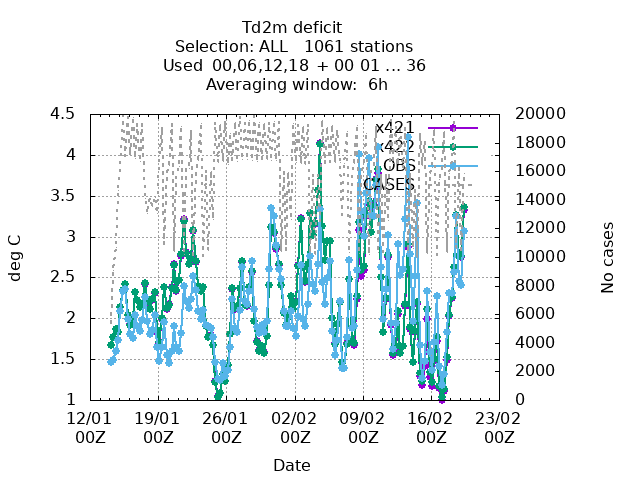 Td2m deficit
Selection: ALL   1061 stations
Used  00,06,12,18  + 00 01 ... 36
Averaging window:  6h
4.5
4
3.5
3
2.5
2
1.5
1
deg C
20000
18000
16000
14000
12000
10000
8000
6000
4000
2000
0
No cases
x421
x422
OBS
CASES
12/01 19/01 26/01 02/02 09/02 16/02 23/02
00Z 00Z 00Z 00Z 00Z 00Z 00Z
Date